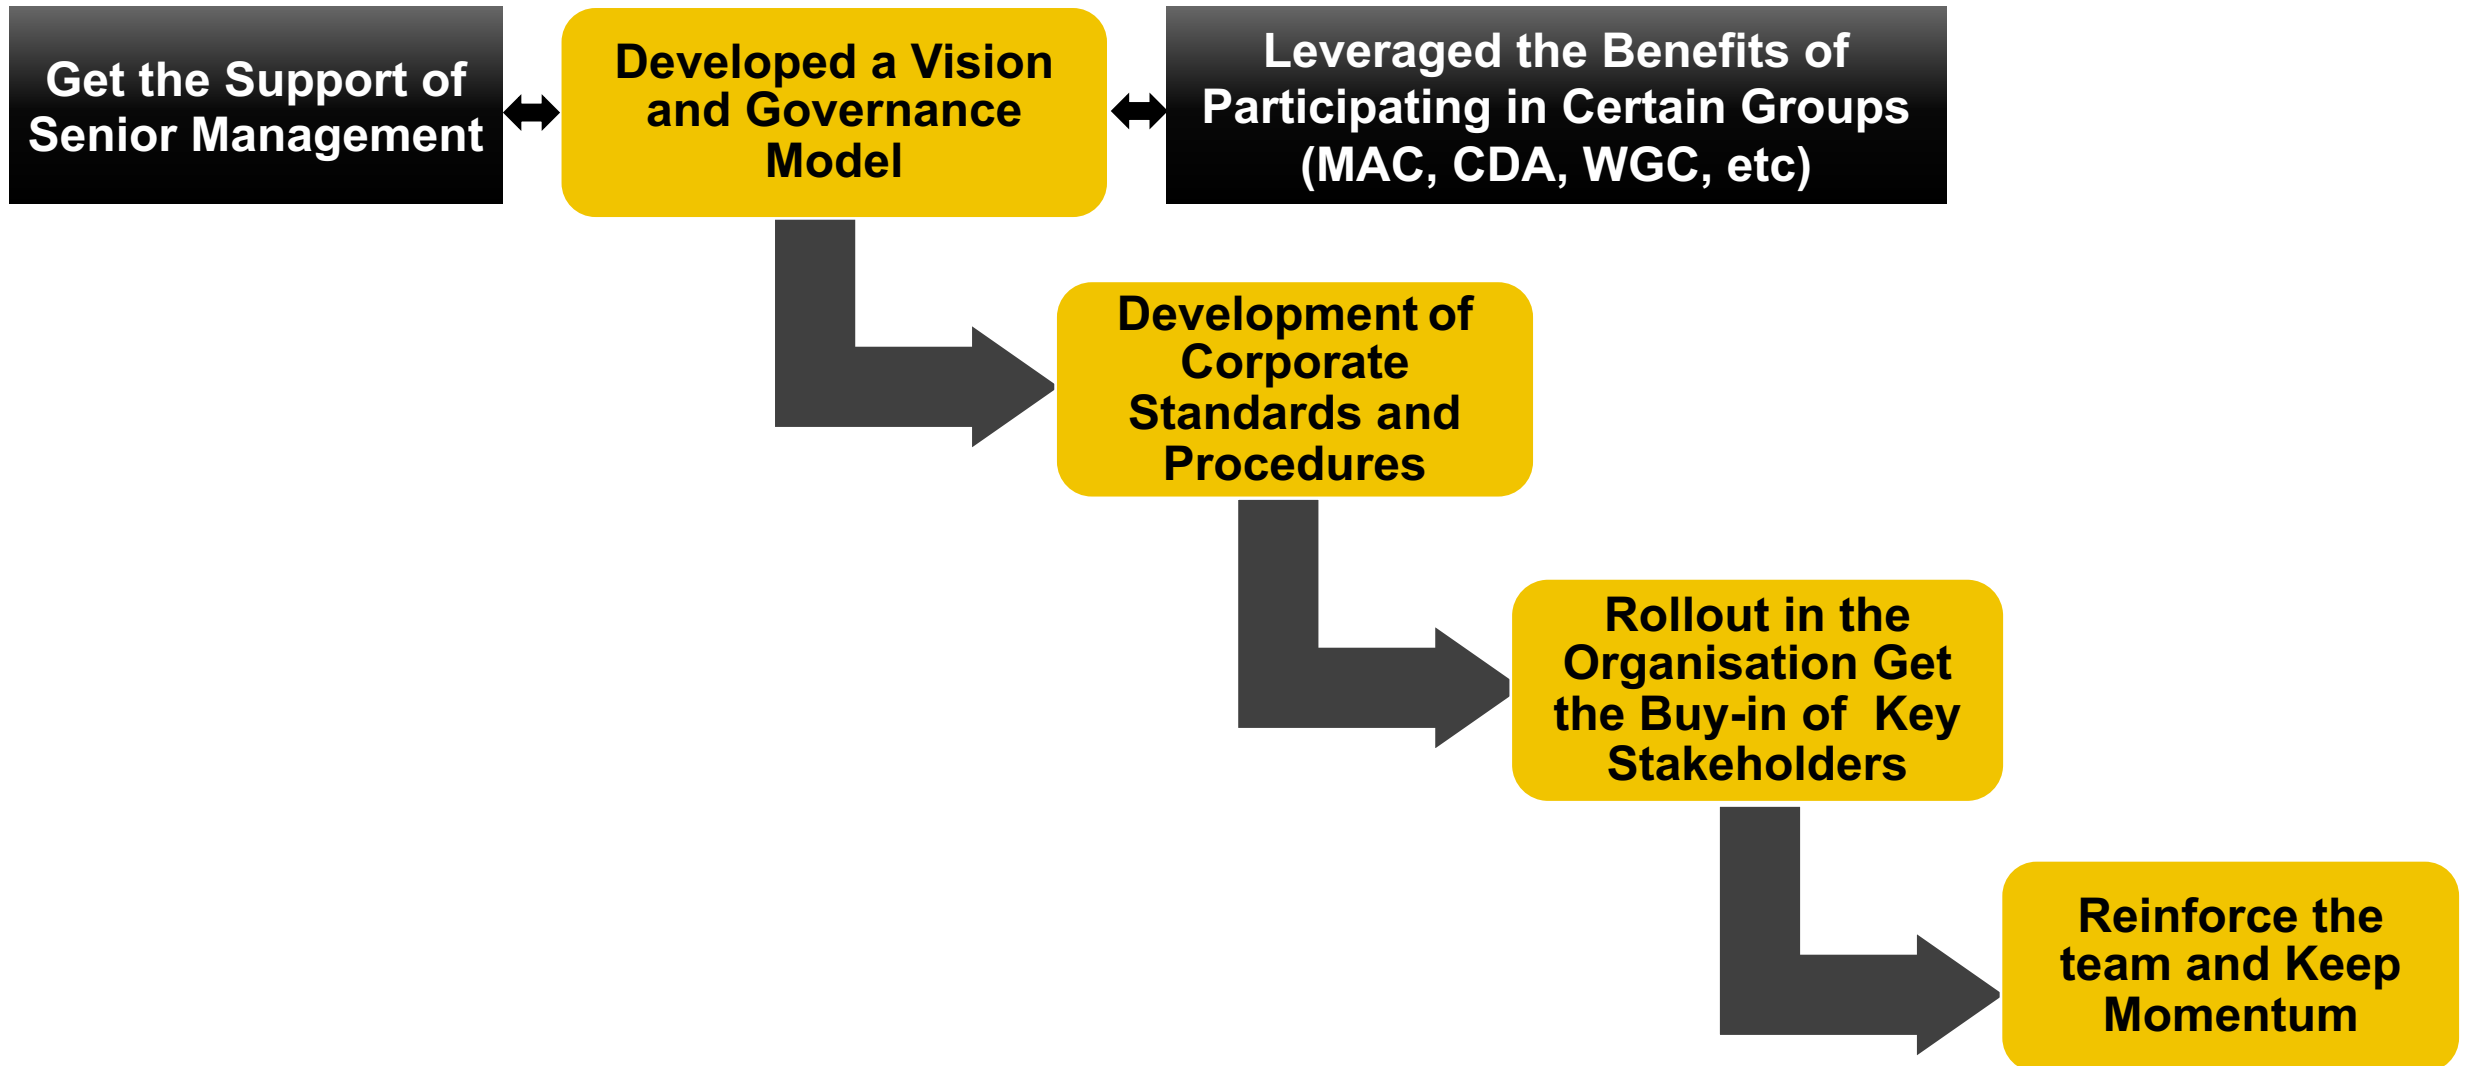 Get the Support of
Senior Management
Developed a Vision
and Governance
Model
Leveraged the Benefits of
Participating in Certain Groups
(MAC, CDA, WGC, etc)
Development of
Corporate
Standards and
Procedures
Rollout in the
Organisation Get
the Buy-in of  Key
Stakeholders
Reinforce the
team and Keep
Momentum